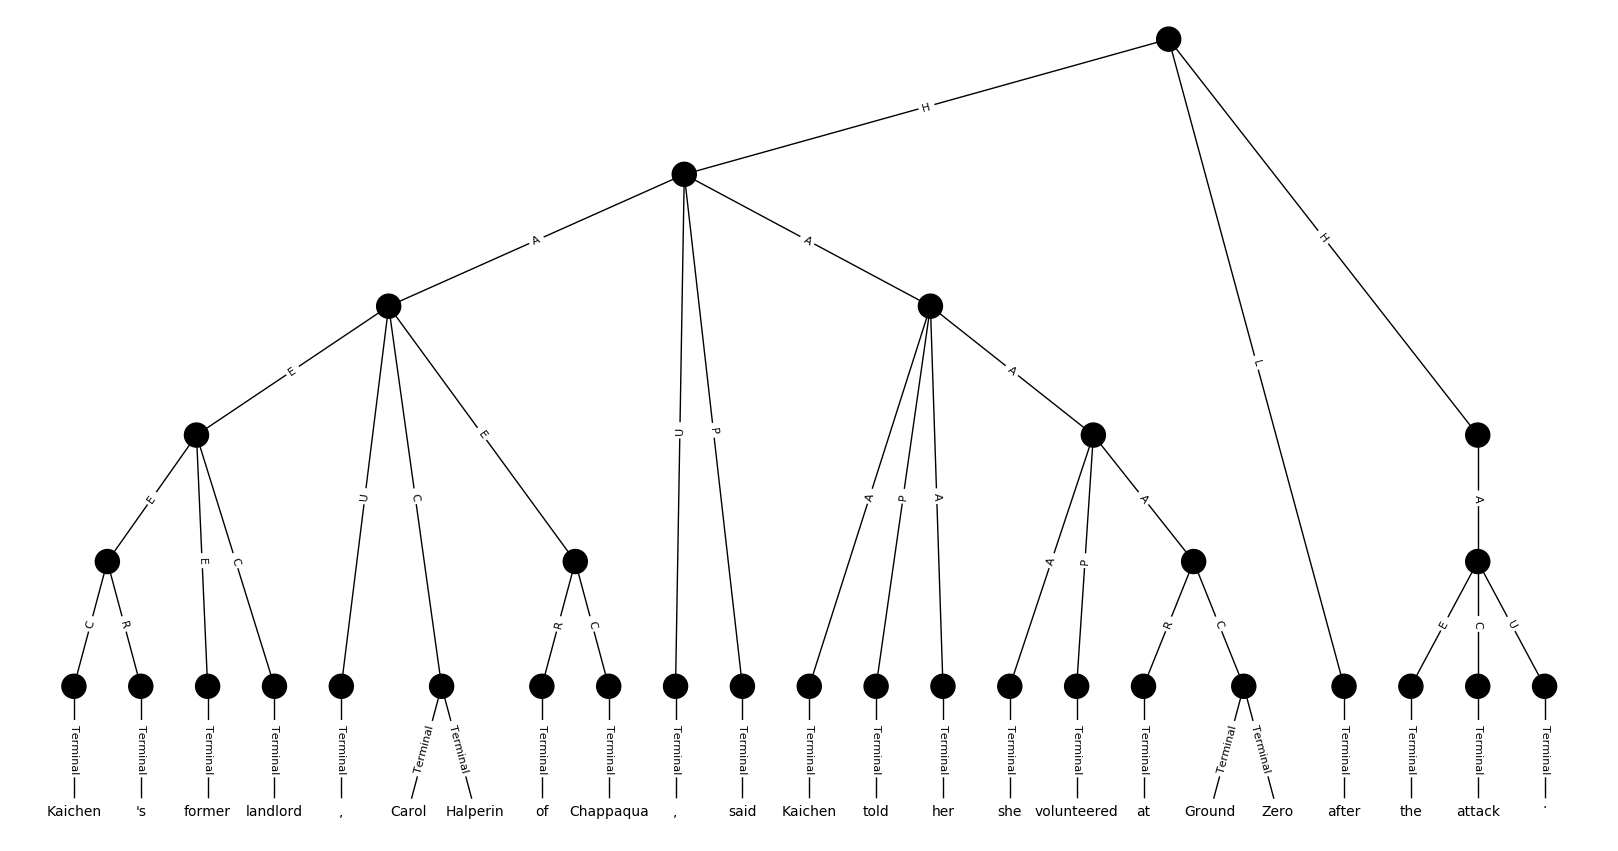 H
A A H
E A L
E U P
E U C A P A A A
E C A P
C R R C R C E C U
Terminal Terminal Terminal Terminal Terminal Terminal Terminal Terminal Terminal Terminal Terminal Terminal Terminal Terminal Terminal Terminal Terminal Terminal Terminal Terminal Terminal Terminal Terminal
Kaichen 's former landlord , Carol Halperin of Chappaqua , said Kaichen told her she volunteered at Ground Zero after the attack .